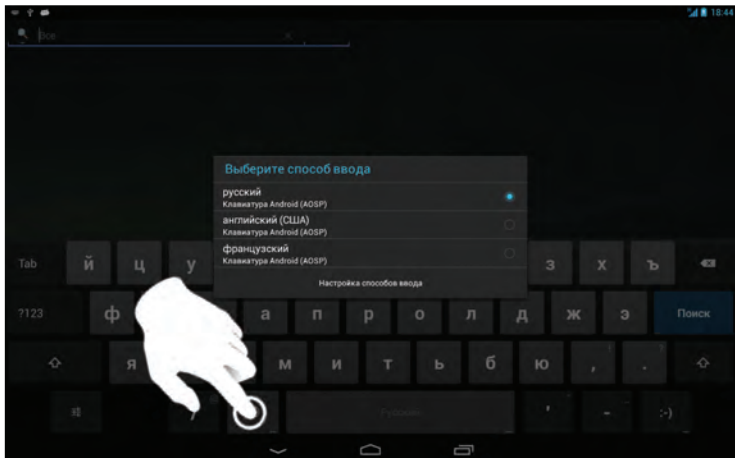 18:44
Все
Выберите способ ввода
русский
Клавиатура Android (AOSP)
английский (США)
Клавиатура Android (AOSP)
французский
Клавиатура Android (AOSP)
Настройка способов ввода
Tab й ц у з х ъ
?123 ф а п р о л д ж э Поиск
я м и т ь б ю , .
/ Русский ' - :-)